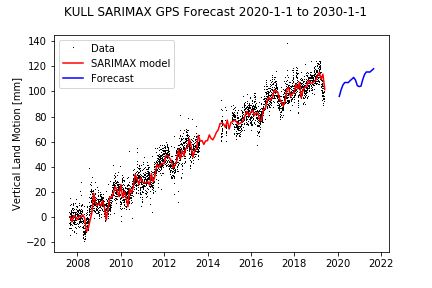 KULL SARIMAX GPS Forecast 2020-1-1 to 2030-1-1
Vertical Land Motion [mm]
140
120
100
80
60
40
20
0
−20
Data
SARIMAX model
Forecast
2008 2010 2012 2014 2016 2018 2020 2022